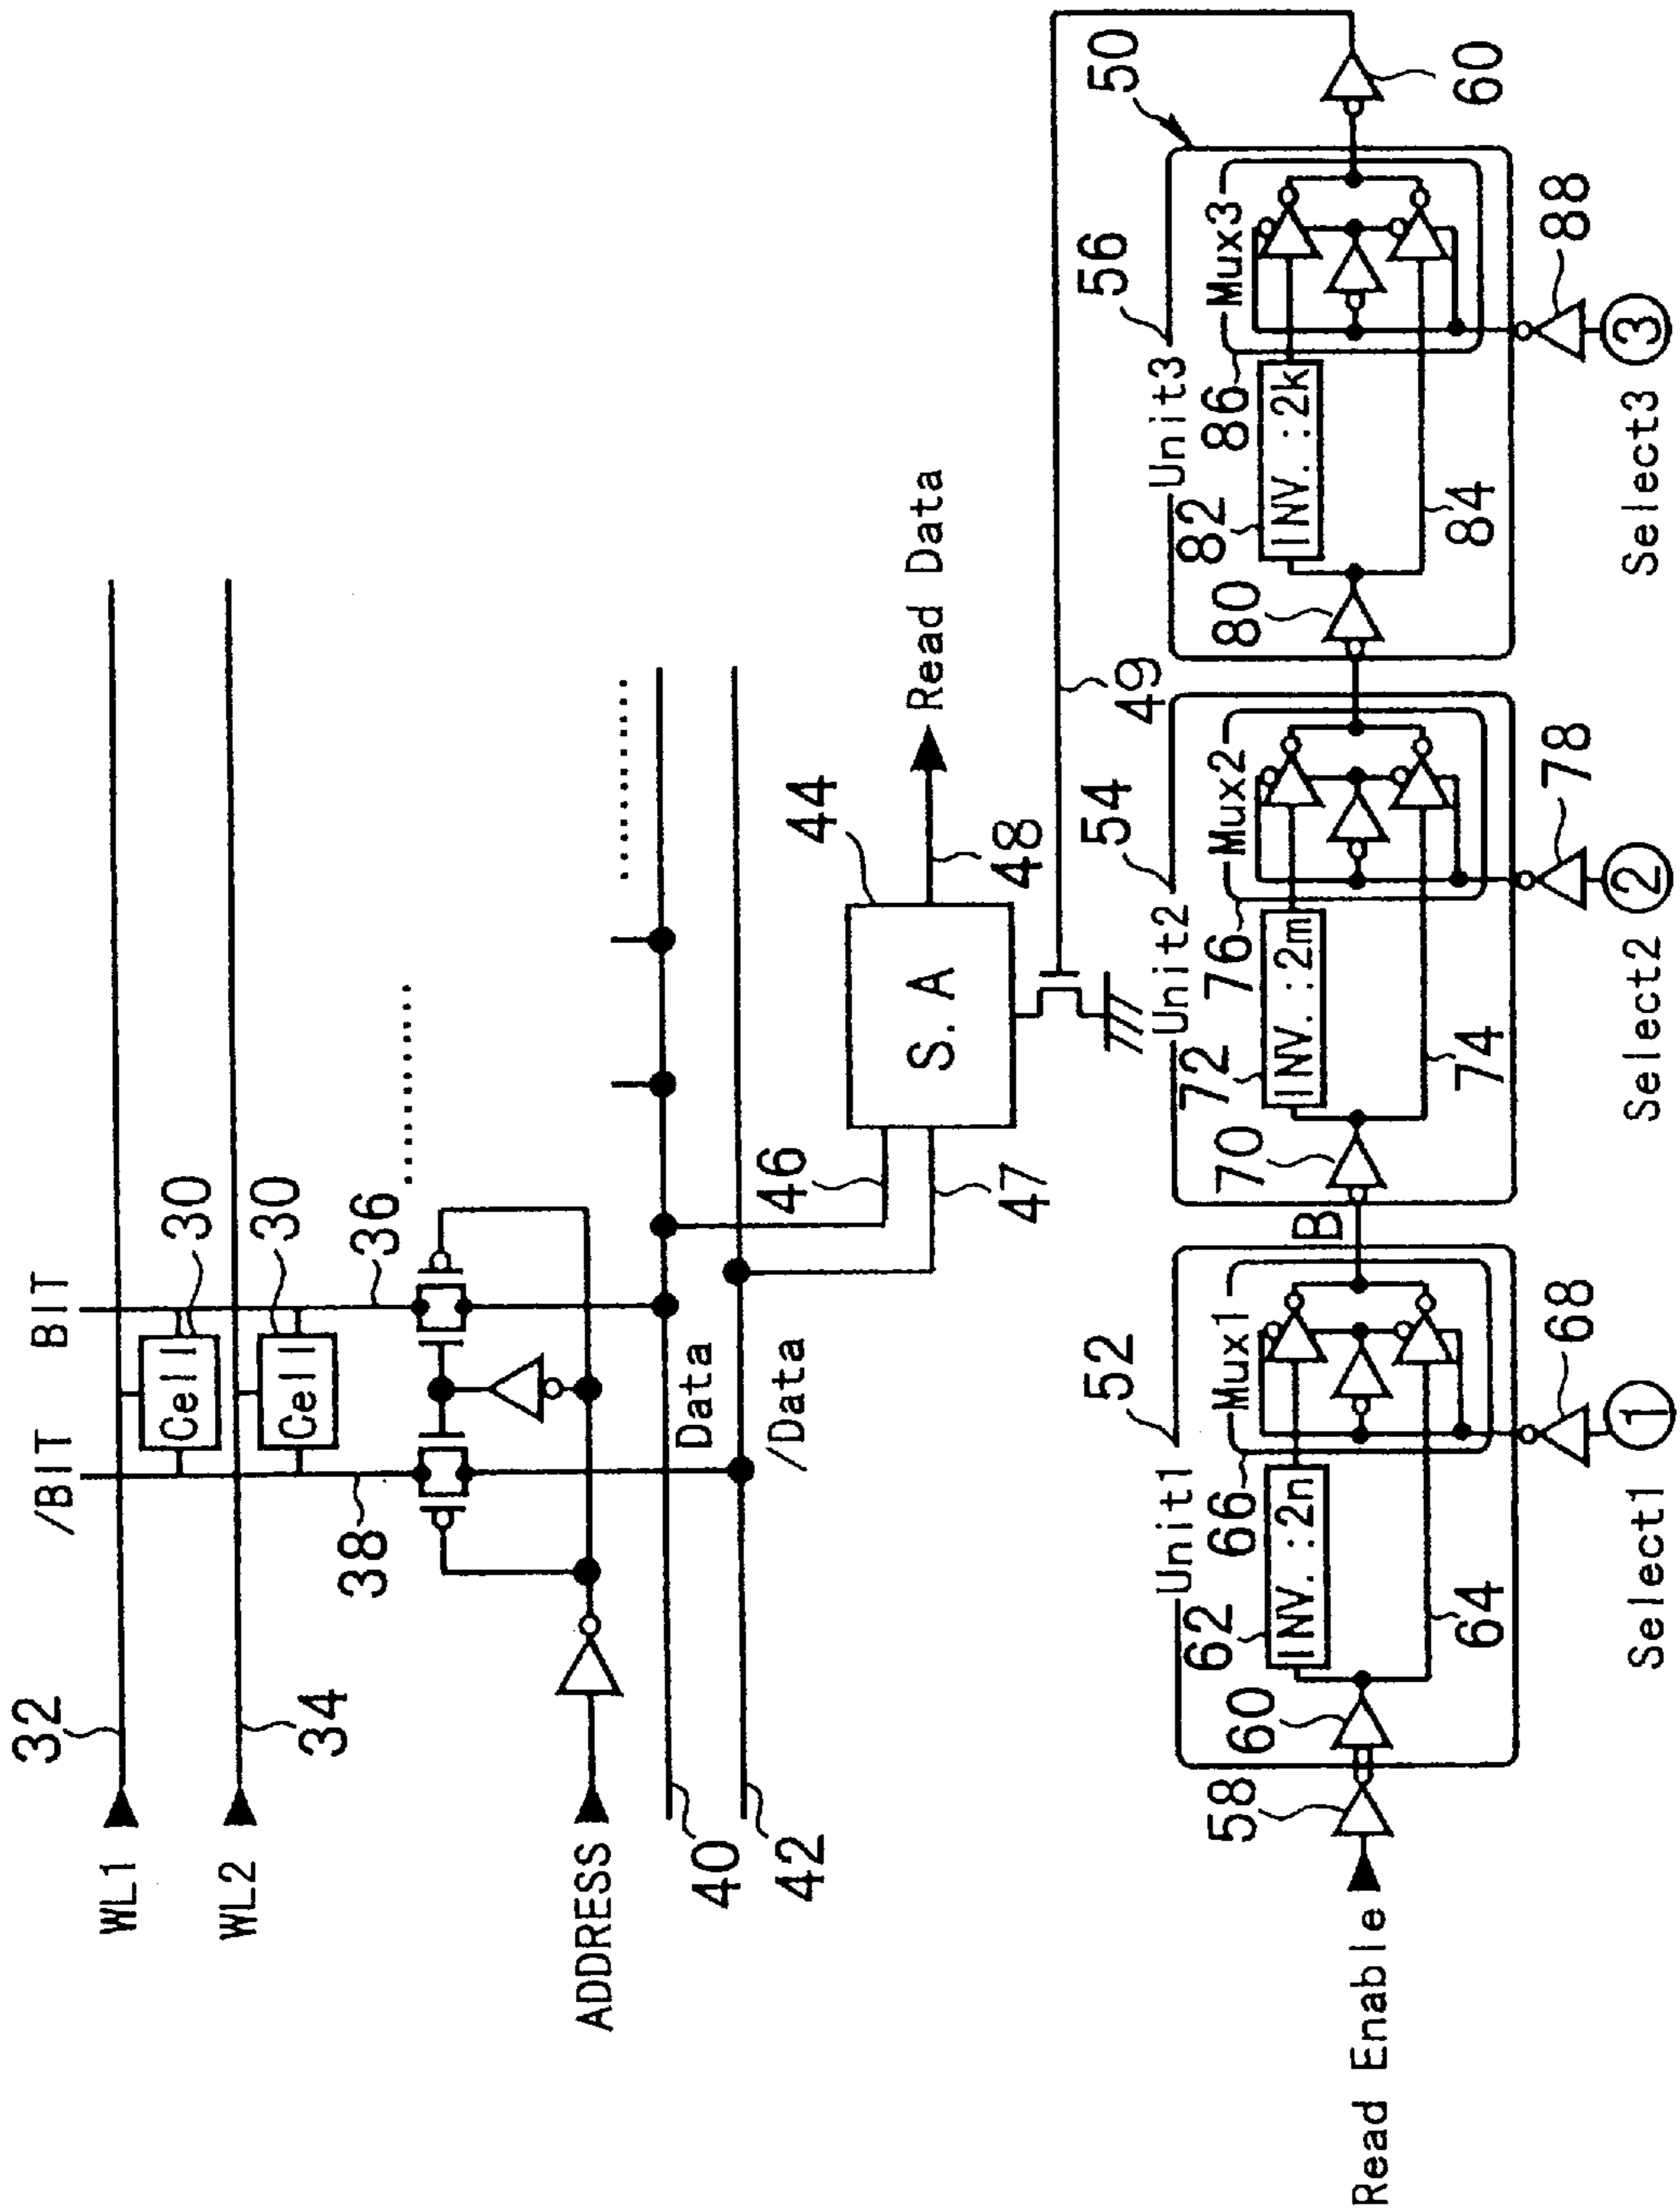 /BIT BIT
WL1 32
Cell 30
WL2 34
Cell 30
38 36
............
ADDRESS
Data
............
40
/Data
42
46
47
44
S. A
48
Read Data
49
50
Unit1 52
Unit2 54
Unit3 56
58 60 62 66 Mux1
INV. :2n
64
B
70 72 76 Mux2
INV. :2m
74
80 82 86 Mux3
INV. :2k
84
60
Read Enable
68 78 88
1 2 3
Select1 Select2 Select3